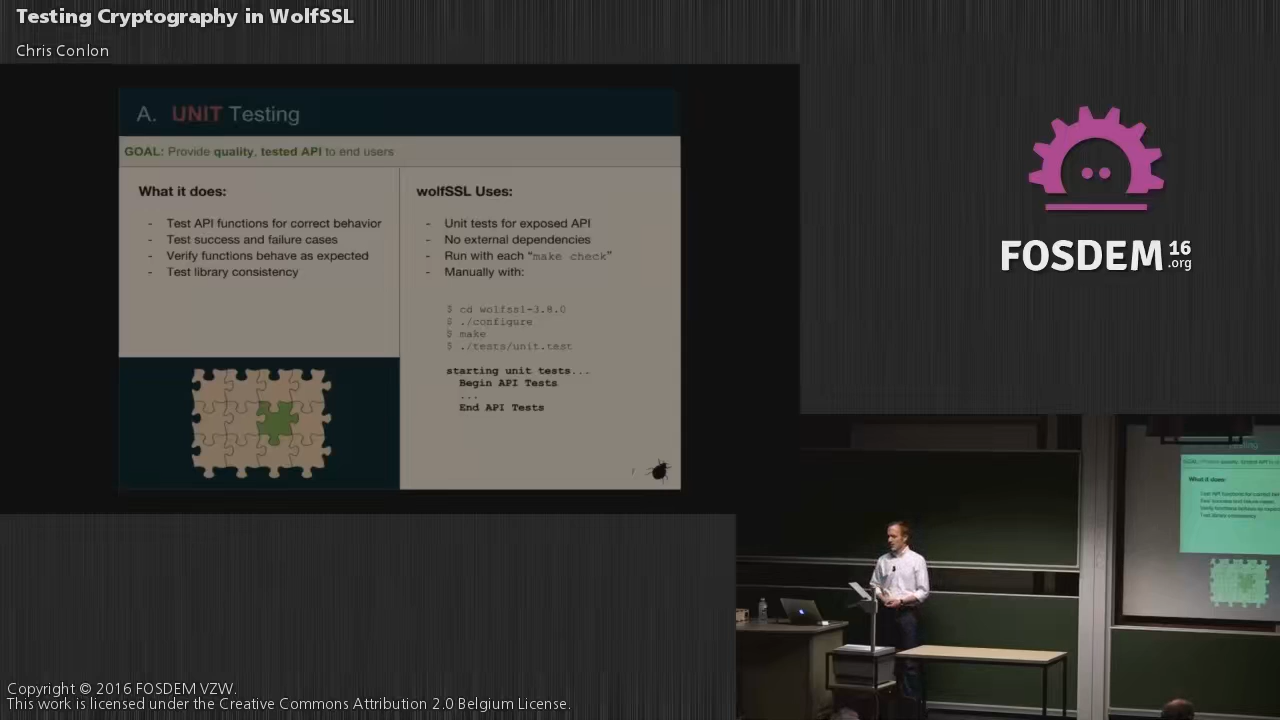 Testing Cryptography in WolfSSL
Chris Conlon
A. UNIT Testing
GOAL: Provide quality, tested API to end users
What it does:
- Test API functions for correct behavior
- Test success and failure cases
- Verify functions behave as expected
- Test library consistency
wolfSSL Uses:
- Unit tests for exposed API
- No external dependencies
- Run with each "make check"
- Manually with:
$ cd wolfssl-3.8.0
$ ./configure
$ make
$ ./tests/unit.test
starting unit tests...
Begin API Tests
...
End API Tests
FOSDEM 16
.org
Testing
What it does:
Copyright © 2016 FOSDEM VZW.
This work is licensed under the Creative Commons Attribution 2.0 Belgium License.